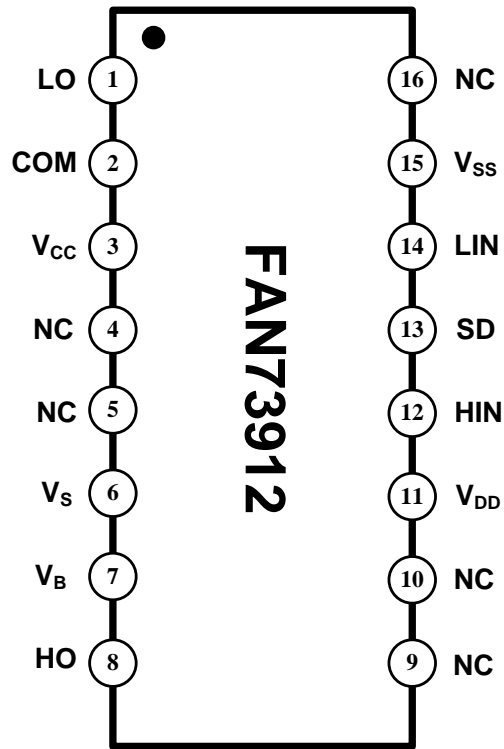 LO 1 16 NC
COM 2 15 VSS
VCC 3 14 LIN
NC 4 13 SD
NC 5 12 HIN
VS 6 11 VDD
VB 7 10 NC
HO 8 9 NC
FAN73912